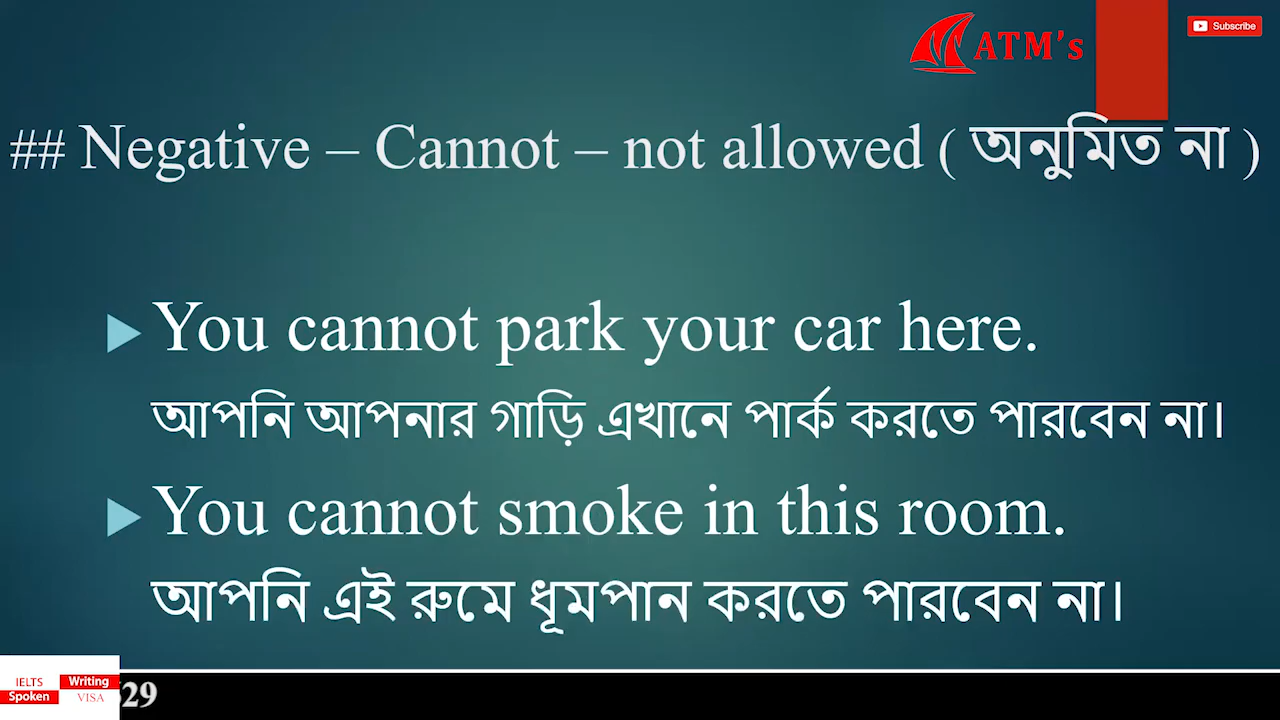 ATM's
Subscribe
## Negative – Cannot – not allowed ( অনুমিত না )
You cannot park your car here.
আপনি আপনার গাড়ি এখানে পার্ক করতে পারবেন না।
You cannot smoke in this room.
আপনি এই রুমে ধূমপান করতে পারবেন না।
IELTS Writing
Spoken VISA